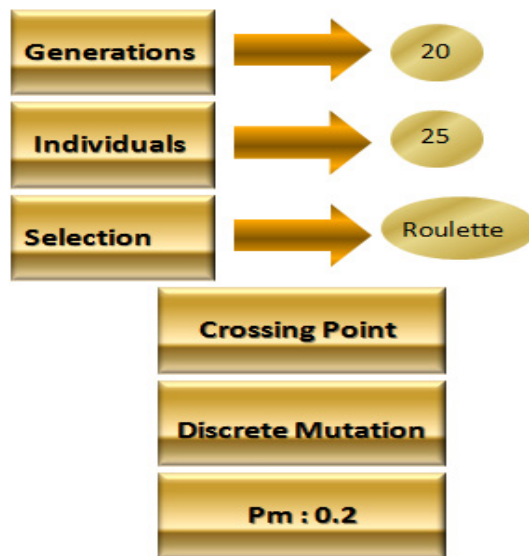 Generations
20
Individuals
25
Selection
Roulette
Crossing Point
Discrete Mutation
Pm : 0.2